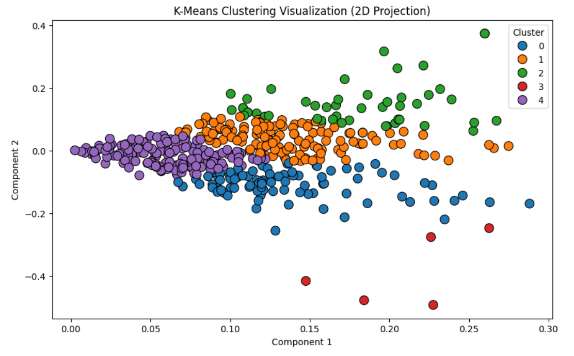 K-Means Clustering Visualization (2D Projection)
Cluster
0
1
2
3
4
Component 2
0.4
0.2
0.0
−0.2
−0.4
0.00 0.05 0.10 0.15 0.20 0.25 0.30
Component 1